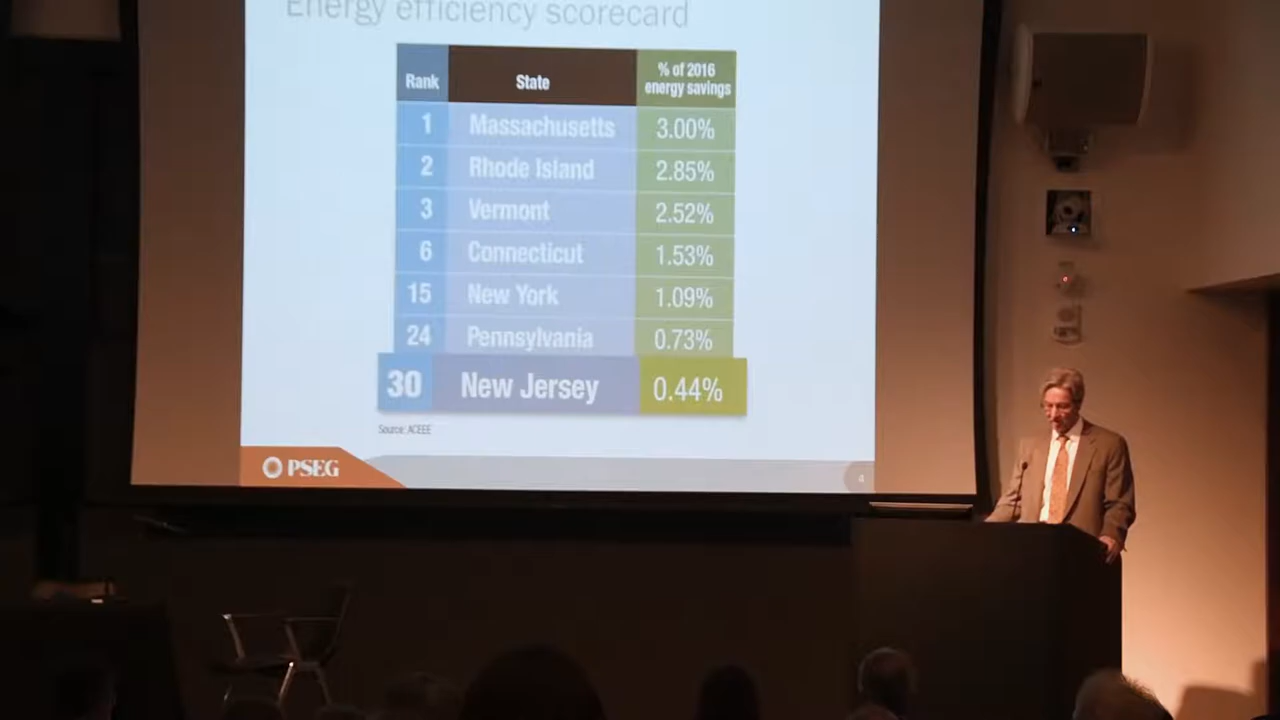 Energy efficiency scorecard
Rank State % of 2016 energy savings
1 Massachusetts 3.00%
2 Rhode Island 2.85%
3 Vermont 2.52%
6 Connecticut 1.53%
15 New York 1.09%
24 Pennsylvania 0.73%
30 New Jersey 0.44%
Source: ACEEE
PSEG
4